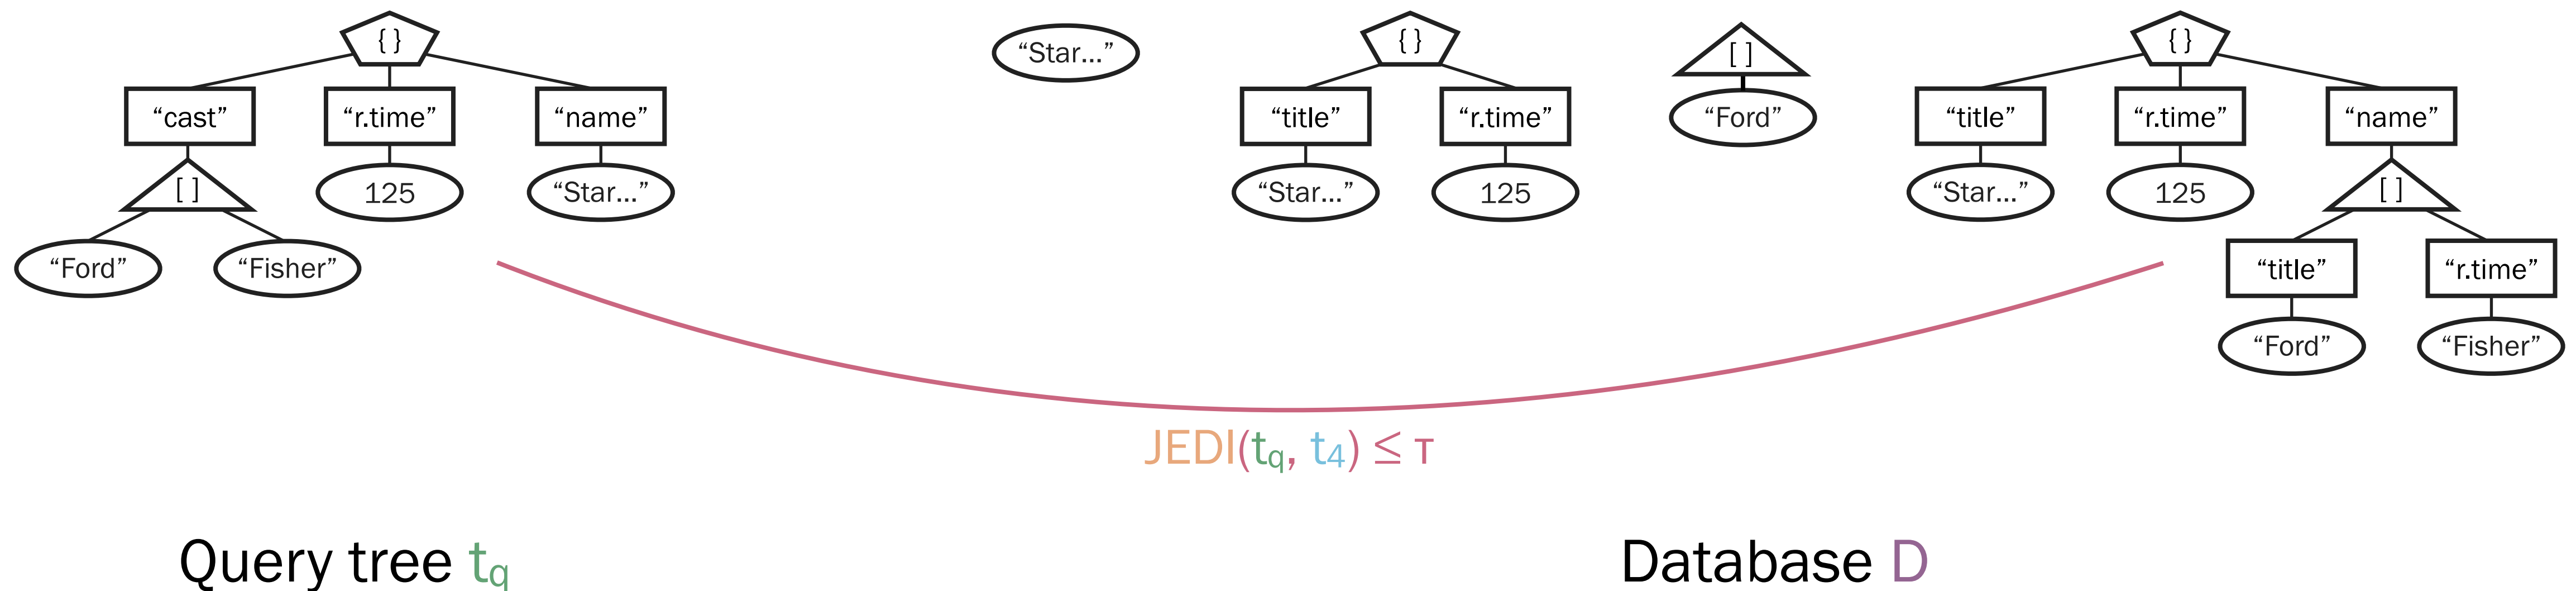 { } “Star...” { } [ ] { }
“cast” “r.time” “name” “title” “r.time” “Ford” “title” “r.time” “name”
[ ] 125 “Star...” “Star...” 125 “Star...” 125 [ ]
“Ford” “Fisher” “title” “r.time”
“Ford” “Fisher”
JEDI(tq, t4) ≤ τ
Query tree tq Database D